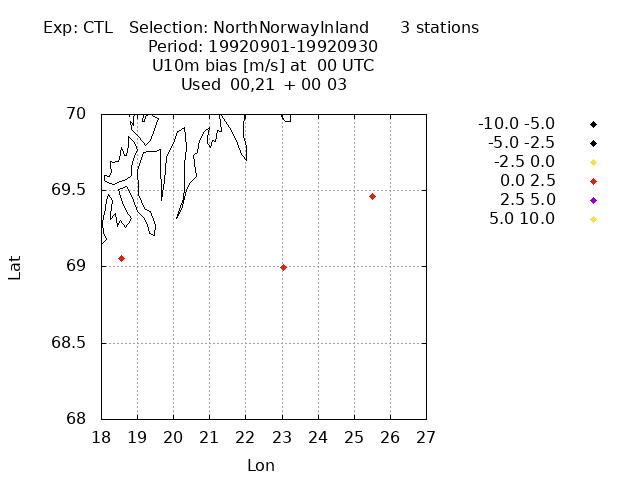 Exp: CTL Selection: NorthNorwayInland 3 stations
Period: 19920901-19920930
U10m bias [m/s] at 00 UTC
Used 00,21 + 00 03
-10.0 -5.0
-5.0 -2.5
-2.5 0.0
0.0 2.5
2.5 5.0
5.0 10.0
70
69.5
69
68.5
68
Lat
18 19 20 21 22 23 24 25 26 27
Lon